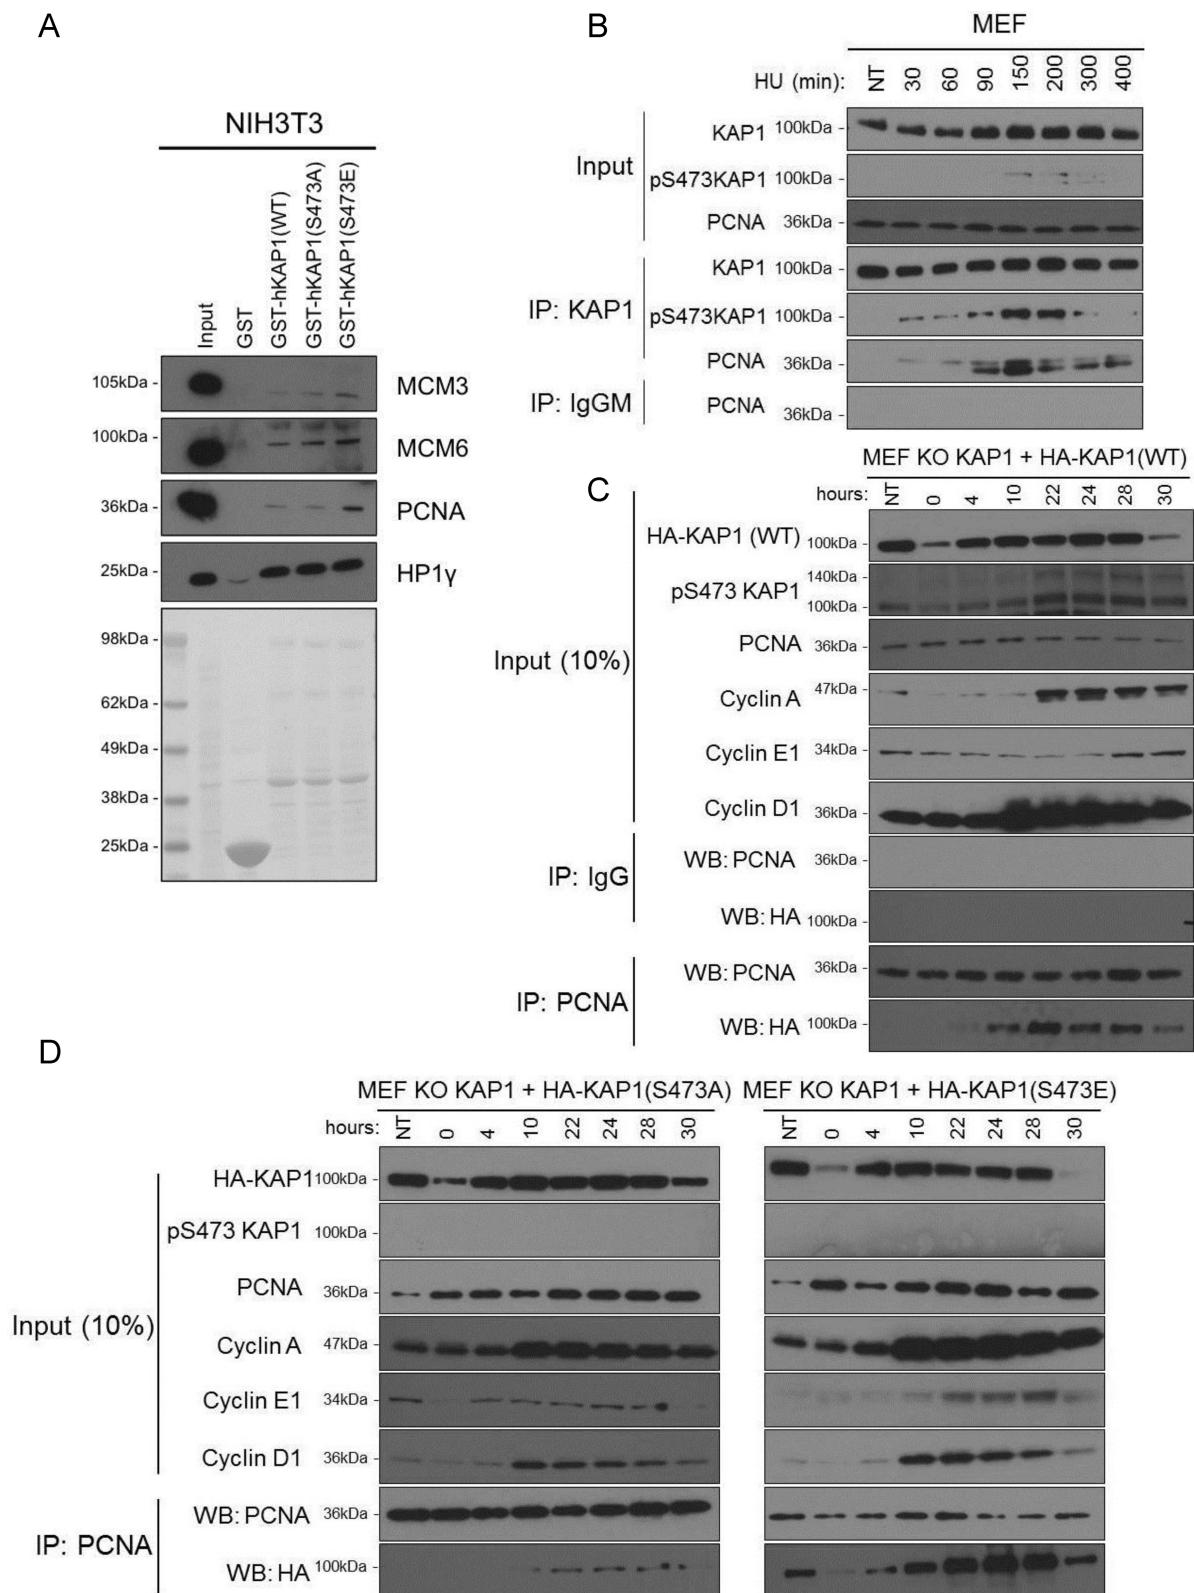 A
NIH3T3
Input
GST
GST-hKAP1(WT)
GST-hKAP1(S473A)
GST-hKAP1(S473E)
105kDa - MCM3
100kDa - MCM6
36kDa - PCNA
25kDa - HP1γ
98kDa -
62kDa -
49kDa -
38kDa -
25kDa -
B
MEF
HU (min): NT 30 60 90 150 200 300 400
Input
KAP1 100kDa -
pS473KAP1 100kDa -
PCNA 36kDa -
IP: KAP1
KAP1 100kDa -
pS473KAP1 100kDa -
PCNA 36kDa -
IP: IgGM
PCNA 36kDa -
C
MEF KO KAP1 + HA-KAP1(WT)
hours: NT 0 4 10 22 24 28 30
Input (10%)
HA-KAP1 (WT) 100kDa -
pS473 KAP1 140kDa -
100kDa -
PCNA 36kDa -
Cyclin A 47kDa -
Cyclin E1 34kDa -
Cyclin D1 36kDa -
IP: IgG
WB: PCNA 36kDa -
WB: HA 100kDa -
IP: PCNA
WB: PCNA 36kDa -
WB: HA 100kDa -
D
MEF KO KAP1 + HA-KAP1(S473A) MEF KO KAP1 + HA-KAP1(S473E)
hours: NT 0 4 10 22 24 28 30 NT 0 4 10 22 24 28 30
Input (10%)
HA-KAP1 100kDa -
pS473 KAP1 100kDa -
PCNA 36kDa -
Cyclin A 47kDa -
Cyclin E1 34kDa -
Cyclin D1 36kDa -
IP: PCNA
WB: PCNA 36kDa -
WB: HA 100kDa -